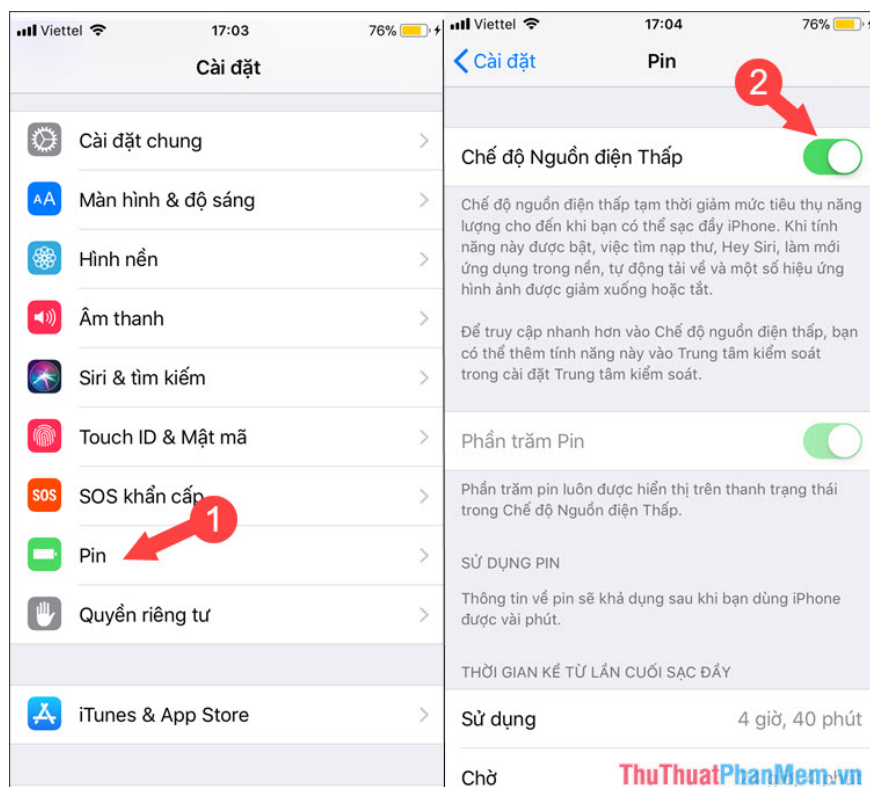 Viettel 17:03 76%
Cài đặt
Cài đặt chung
AA Màn hình & độ sáng
Hình nền
Âm thanh
Siri & tìm kiếm
Touch ID & Mật mã
SOS SOS khẩn cấp
1
Pin
Quyền riêng tư
iTunes & App Store
Viettel 17:04 76%
Cài đặt Pin
2
Chế độ Nguồn điện Thấp
Chế độ nguồn điện thấp tạm thời giảm mức tiêu thụ năng
lượng cho đến khi bạn có thể sạc đầy iPhone. Khi tính
năng này được bật, việc tìm nạp thư, Hey Siri, làm mới
ứng dụng trong nền, tự động tải về và một số hiệu ứng
hình ảnh được giảm xuống hoặc tắt.
Để truy cập nhanh hơn vào Chế độ nguồn điện thấp, bạn
có thể thêm tính năng này vào Trung tâm kiểm soát
trong cài đặt Trung tâm kiểm soát.
Phần trăm Pin
Phần trăm pin luôn được hiển thị trên thanh trạng thái
trong Chế độ Nguồn điện Thấp.
SỬ DỤNG PIN
Thông tin về pin sẽ khả dụng sau khi bạn dùng iPhone
được vài phút.
THỜI GIAN KỂ TỪ LẦN CUỐI SẠC ĐẦY
Sử dụng 4 giờ, 40 phút
Chờ
ThuThuatPhanMem.vn